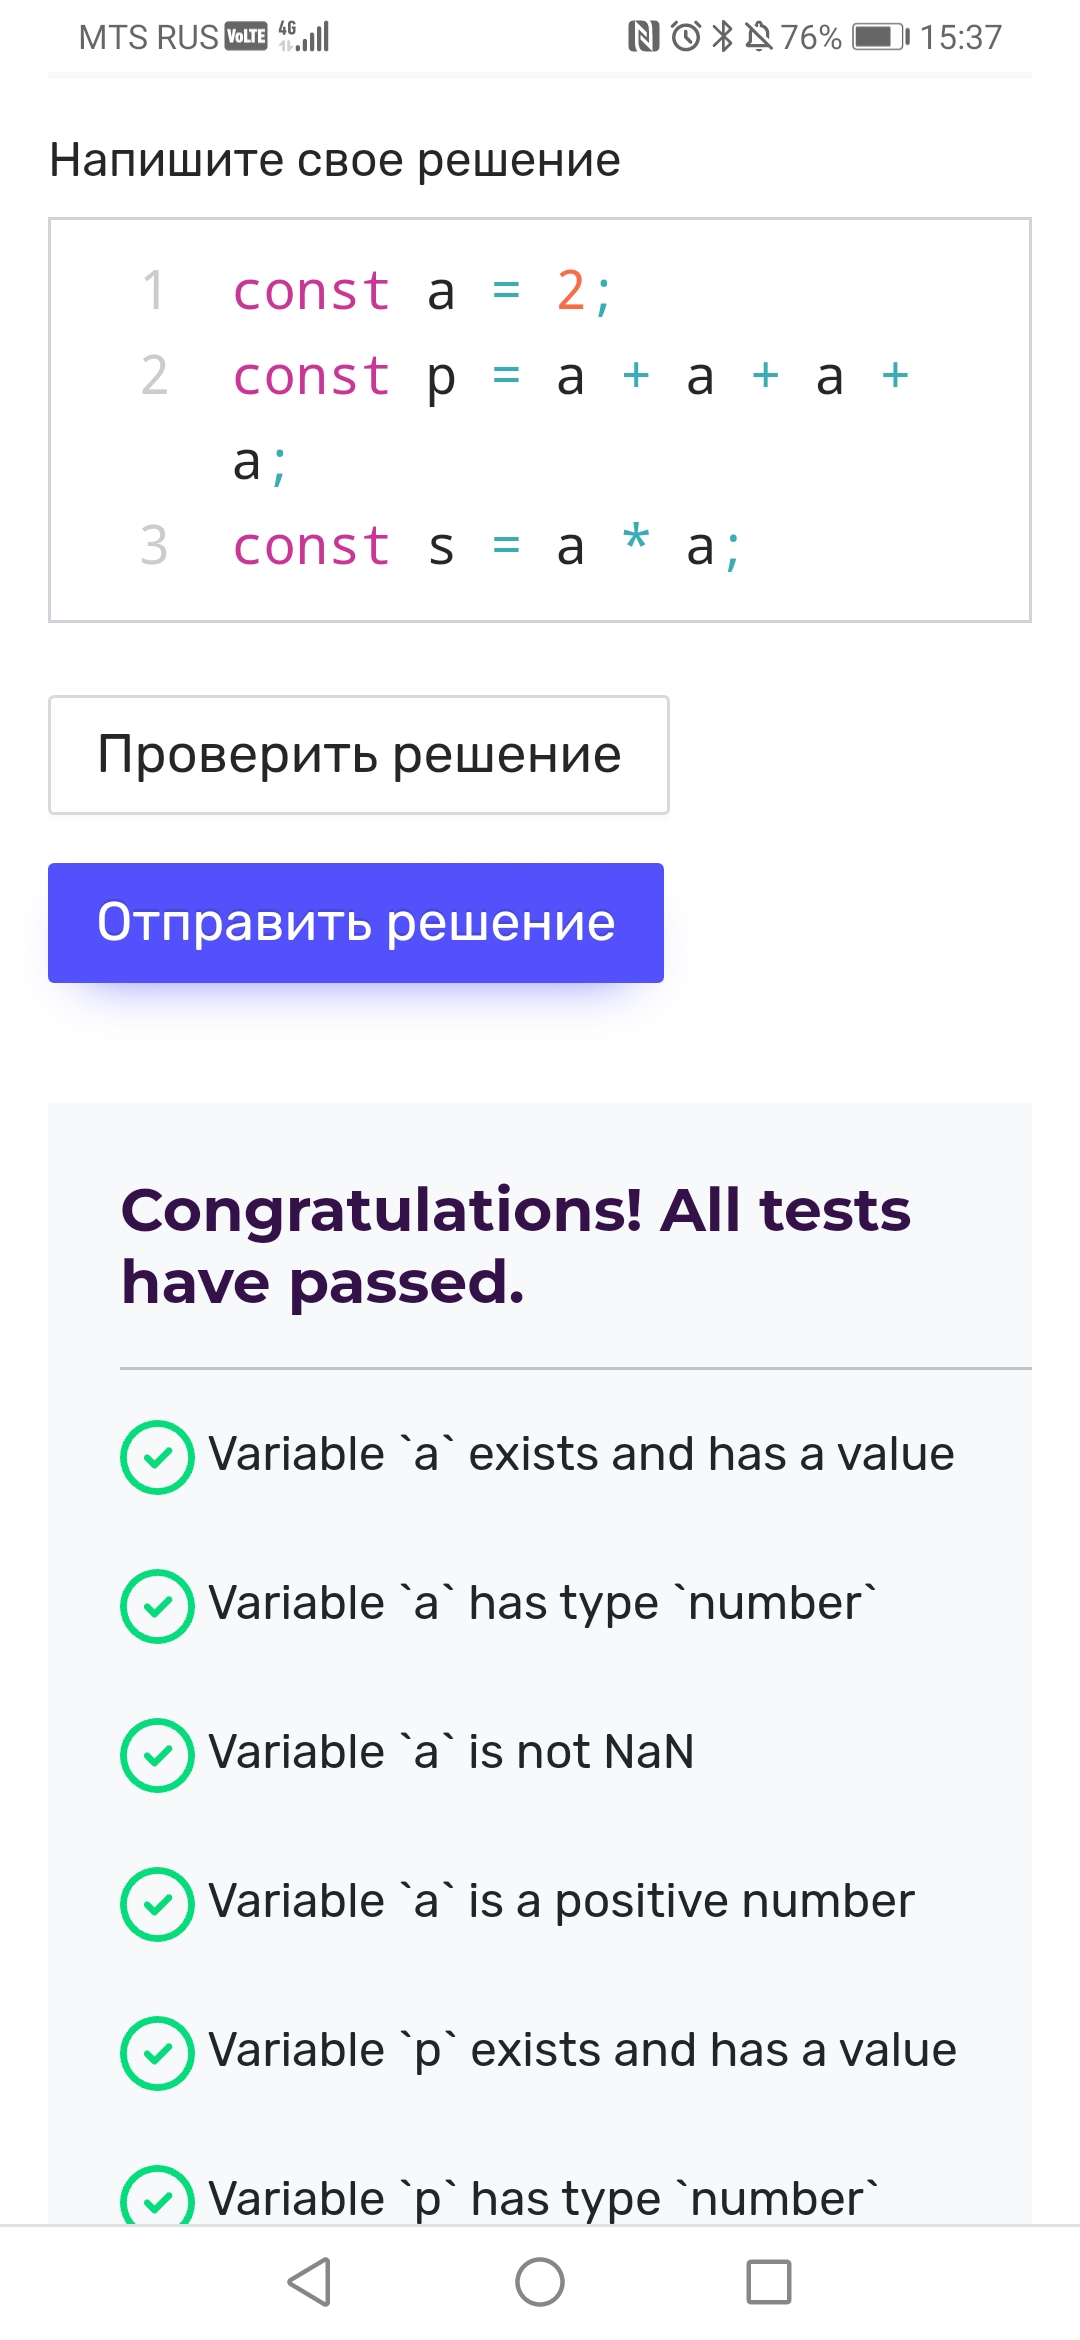 MTS RUS VoLTE 4G 76% 15:37
Напишите свое решение
1 const a = 2;
2 const p = a + a + a +
a;
3 const s = a * a;
Проверить решение
Отправить решение
Congratulations! All tests
have passed.
Variable `a` exists and has a value
Variable `a` has type `number`
Variable `a` is not NaN
Variable `a` is a positive number
Variable `p` exists and has a value
Variable `p` has type `number`